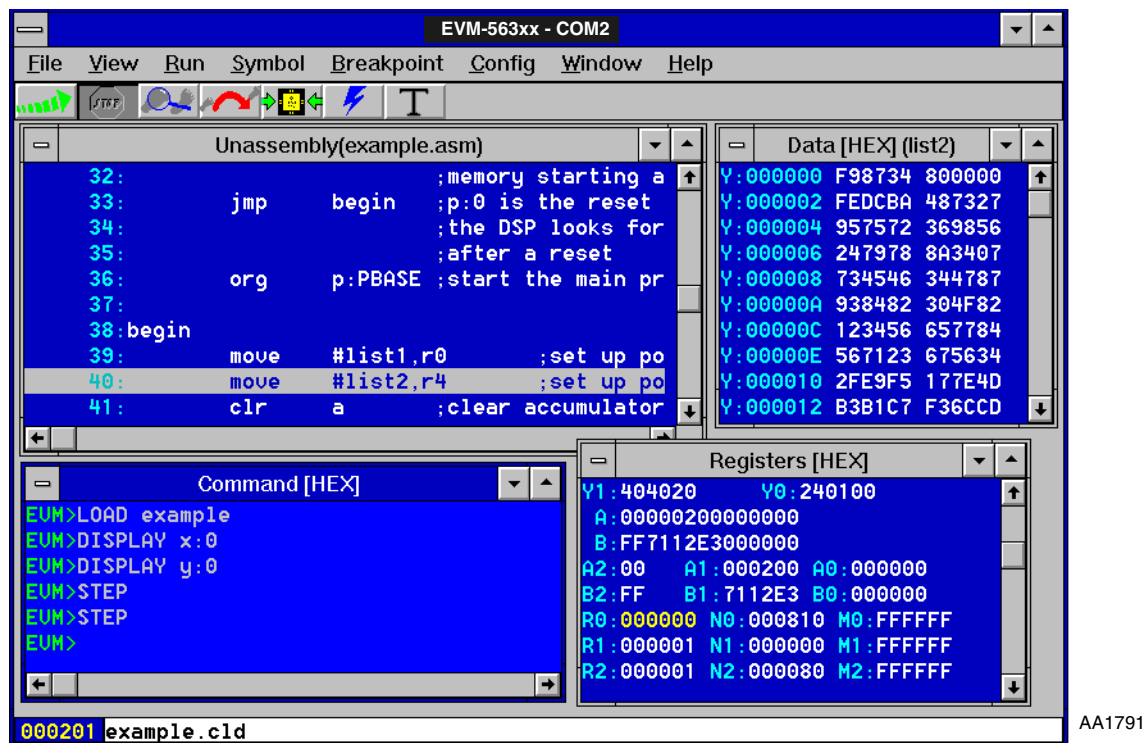 EVM-563xx - COM2
File View Run Symbol Breakpoint Config Window Help
STOP T
Unassembly(example.asm)
32: ;memory starting a
33: jmp begin ;p:0 is the reset
34: ;the DSP looks for
35: ;after a reset
36: org p:PBASE ;start the main pr
37:
38:begin
39: move #list1,r0 ;set up po
40: move #list2,r4 ;set up po
41: clr a ;clear accumulator
Data [HEX] (list2)
Y:000000 F98734 800000
Y:000002 FEDCBA 487327
Y:000004 957572 369856
Y:000006 247978 8A3407
Y:000008 734546 344787
Y:00000A 938482 304F82
Y:00000C 123456 657784
Y:00000E 567123 675634
Y:000010 2FE9F5 177E4D
Y:000012 B3B1C7 F36CCD
Command [HEX]
EVM>LOAD example
EVM>DISPLAY x:0
EVM>DISPLAY y:0
EVM>STEP
EVM>STEP
EVM>
Registers [HEX]
Y1:404020 Y0:240100
A:00000200000000
B:FF7112E3000000
A2:00 A1:000200 A0:000000
B2:FF B1:7112E3 B0:000000
R0:000000 N0:000810 M0:FFFFFF
R1:000001 N1:000000 M1:FFFFFF
R2:000001 N2:000080 M2:FFFFFF
000201 example.cld
AA1791